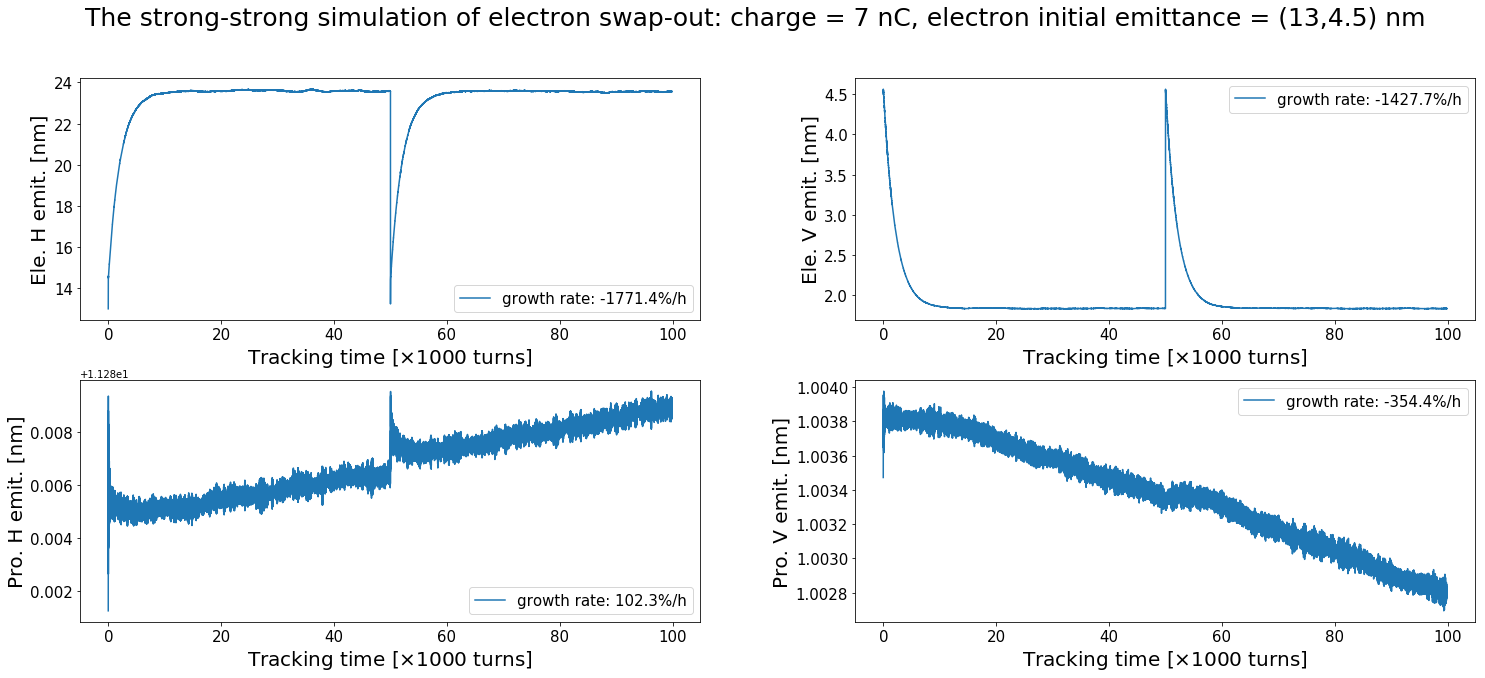 The strong-strong simulation of electron swap-out: charge = 7 nC, electron initial emittance = (13,4.5) nm
Ele. H emit. [nm]
24
22
20
18
16
14
growth rate: -1771.4%/h
0 20 40 60 80 100
Tracking time [×1000 turns]
Ele. V emit. [nm]
4.5
4.0
3.5
3.0
2.5
2.0
growth rate: -1427.7%/h
0 20 40 60 80 100
Tracking time [×1000 turns]
+1.128e1
Pro. H emit. [nm]
0.008
0.006
0.004
0.002
growth rate: 102.3%/h
0 20 40 60 80 100
Tracking time [×1000 turns]
Pro. V emit. [nm]
1.0040
1.0038
1.0036
1.0034
1.0032
1.0030
1.0028
growth rate: -354.4%/h
0 20 40 60 80 100
Tracking time [×1000 turns]